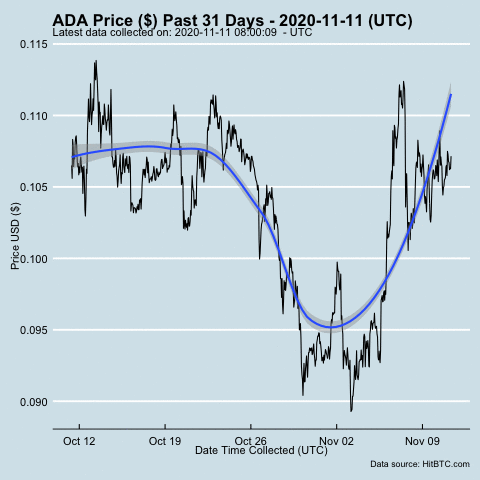 ADA Price ($) Past 31 Days - 2020-11-11 (UTC)
Latest data collected on: 2020-11-11 08:00:09 - UTC
0.115
0.110
0.105
0.100
0.095
0.090
Price USD ($)
Oct 12
Oct 19
Oct 26
Nov 02
Nov 09
Date Time Collected (UTC)
Data source: HitBTC.com